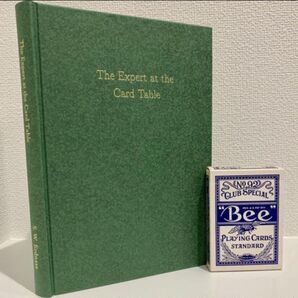 The Expert at the Card Table
S. W. Erdnase
The Expert at the
Card Table
No. 92
CLUB SPECIAL
"Bee"
PLAYING CARDS
STANDARD